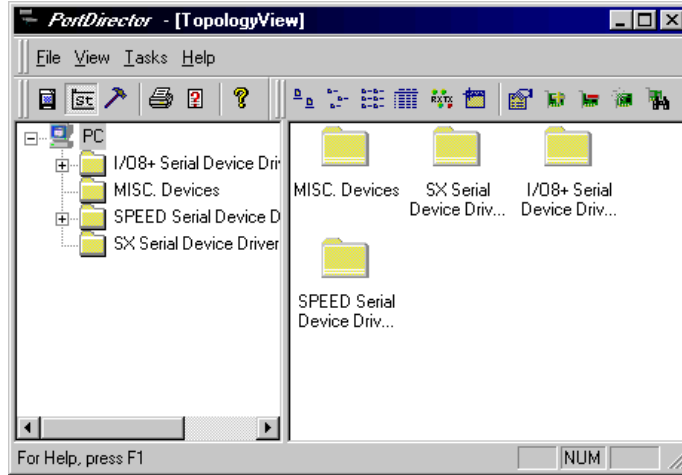 PortDirector - [TopologyView]
File View Tasks Help
st RXTX
PC
I/O8+ Serial Device Dri
MISC. Devices
SPEED Serial Device D
SX Serial Device Driver
MISC. Devices
SX Serial
Device Driv...
I/O8+ Serial
Device Driv...
SPEED Serial
Device Driv...
For Help, press F1
NUM